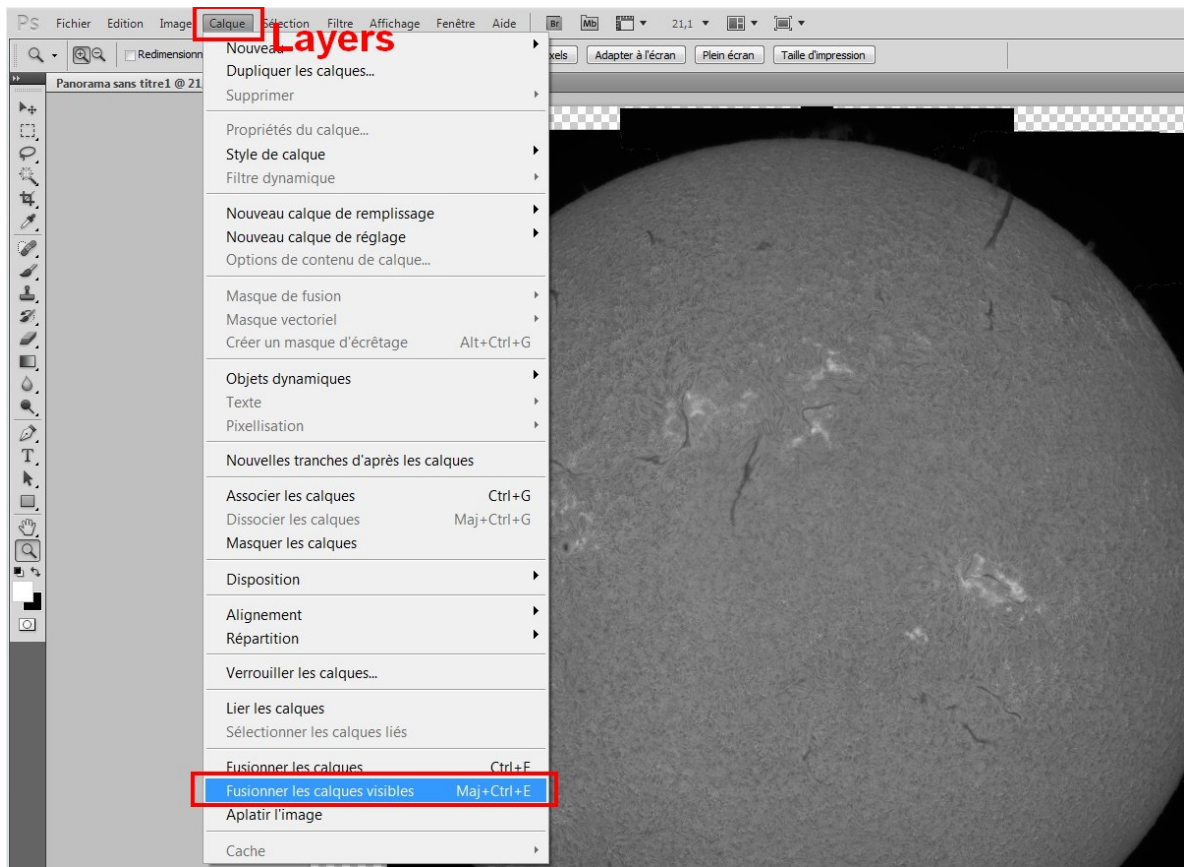 Ps Fichier Edition Image Calque Sélection Filtre Affichage Fenêtre Aide Br Mb 21,1
Layers
Redimensionn xels Adapter à l'écran Plein écran Taille d'impression
Panorama sans titre1 @ 21,
Nouveau
Dupliquer les calques...
Supprimer
Propriétés du calque...
Style de calque
Filtre dynamique
Nouveau calque de remplissage
Nouveau calque de réglage
Options de contenu de calque...
Masque de fusion
Masque vectoriel
Créer un masque d'écrêtage Alt+Ctrl+G
Objets dynamiques
Texte
Pixellisation
Nouvelles tranches d'après les calques
Associer les calques Ctrl+G
Dissocier les calques Maj+Ctrl+G
Masquer les calques
Disposition
Alignement
Répartition
Verrouiller les calques...
Lier les calques
Sélectionner les calques liés
Fusionner les calques Ctrl+E
Fusionner les calques visibles Maj+Ctrl+E
Aplatir l'image
Cache